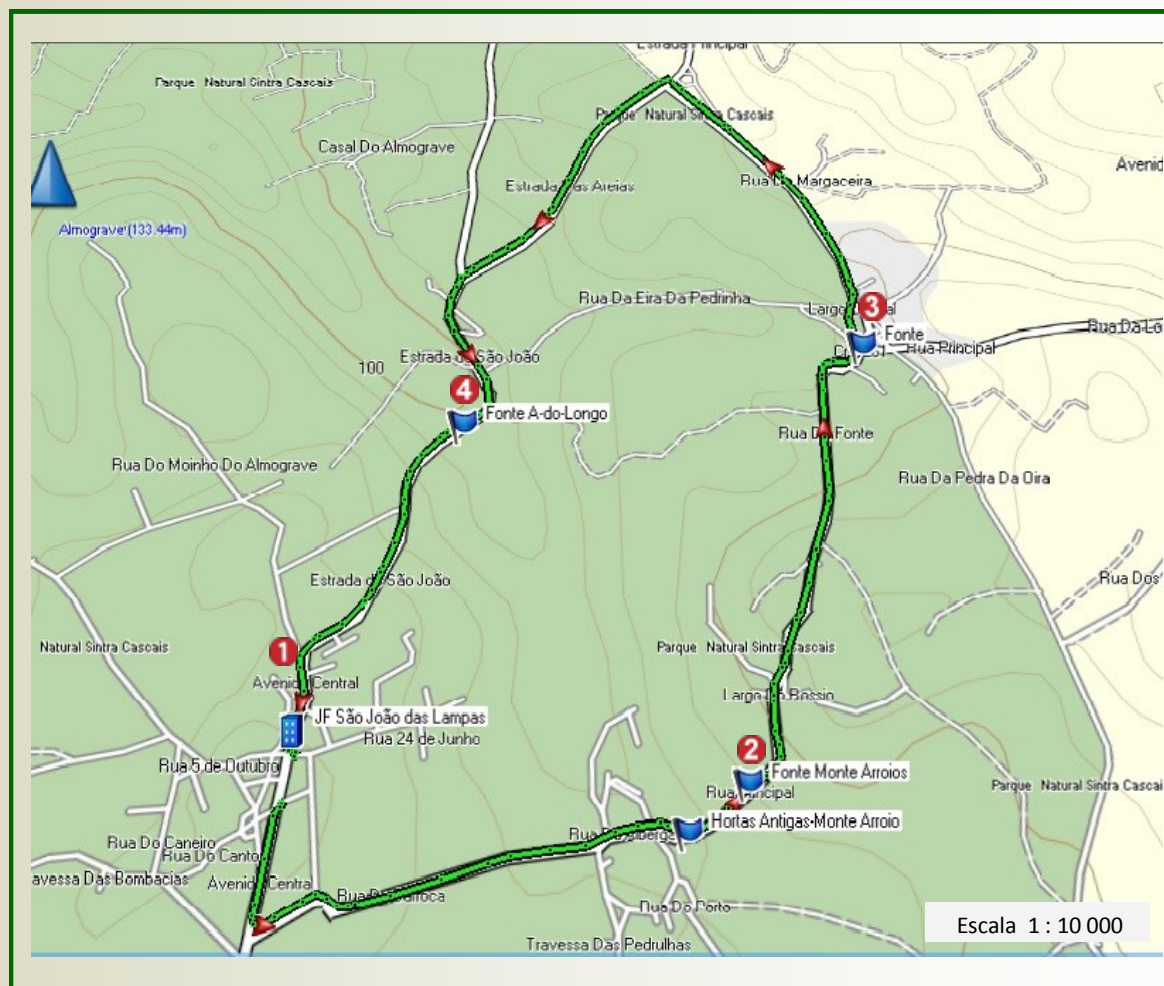 Estrada Principal
Parque Natural Sintra Cascais
Parque Natural Sintra Cascais
Casal Do Almograve
Avenid
Estrada Das Areias
Rua Da Margaceira
Almograve (133.44m)
Rua Da Eira Da Pedrinha
Largo
3
Fonte
Rua Da Lo
Rua Principal
Estrada de São João
100
4
Fonte A-do-Longo
Rua Da Fonte
Rua Do Moinho Do Almograve
Rua Da Pedra Da Oira
Estrada de São João
Rua Dos
Natural Sintra Cascais
1
Parque Natural Sintra Cascais
Avenida Central
Largo Do Rossio
JF São João das Lampas
Rua 24 de Junho
2
Rua 5 de Outubro
Fonte Monte Arroios
Parque Natural Sintra Cascais
Rua Principal
Hortas Antigas-Monte Arroio
Rua Do Caneiro
Rua Do Canto
avessa Das Bombacias
Avenida Central
Rua Do Porto
Escala 1 : 10 000
Travessa Das Pedrulhas